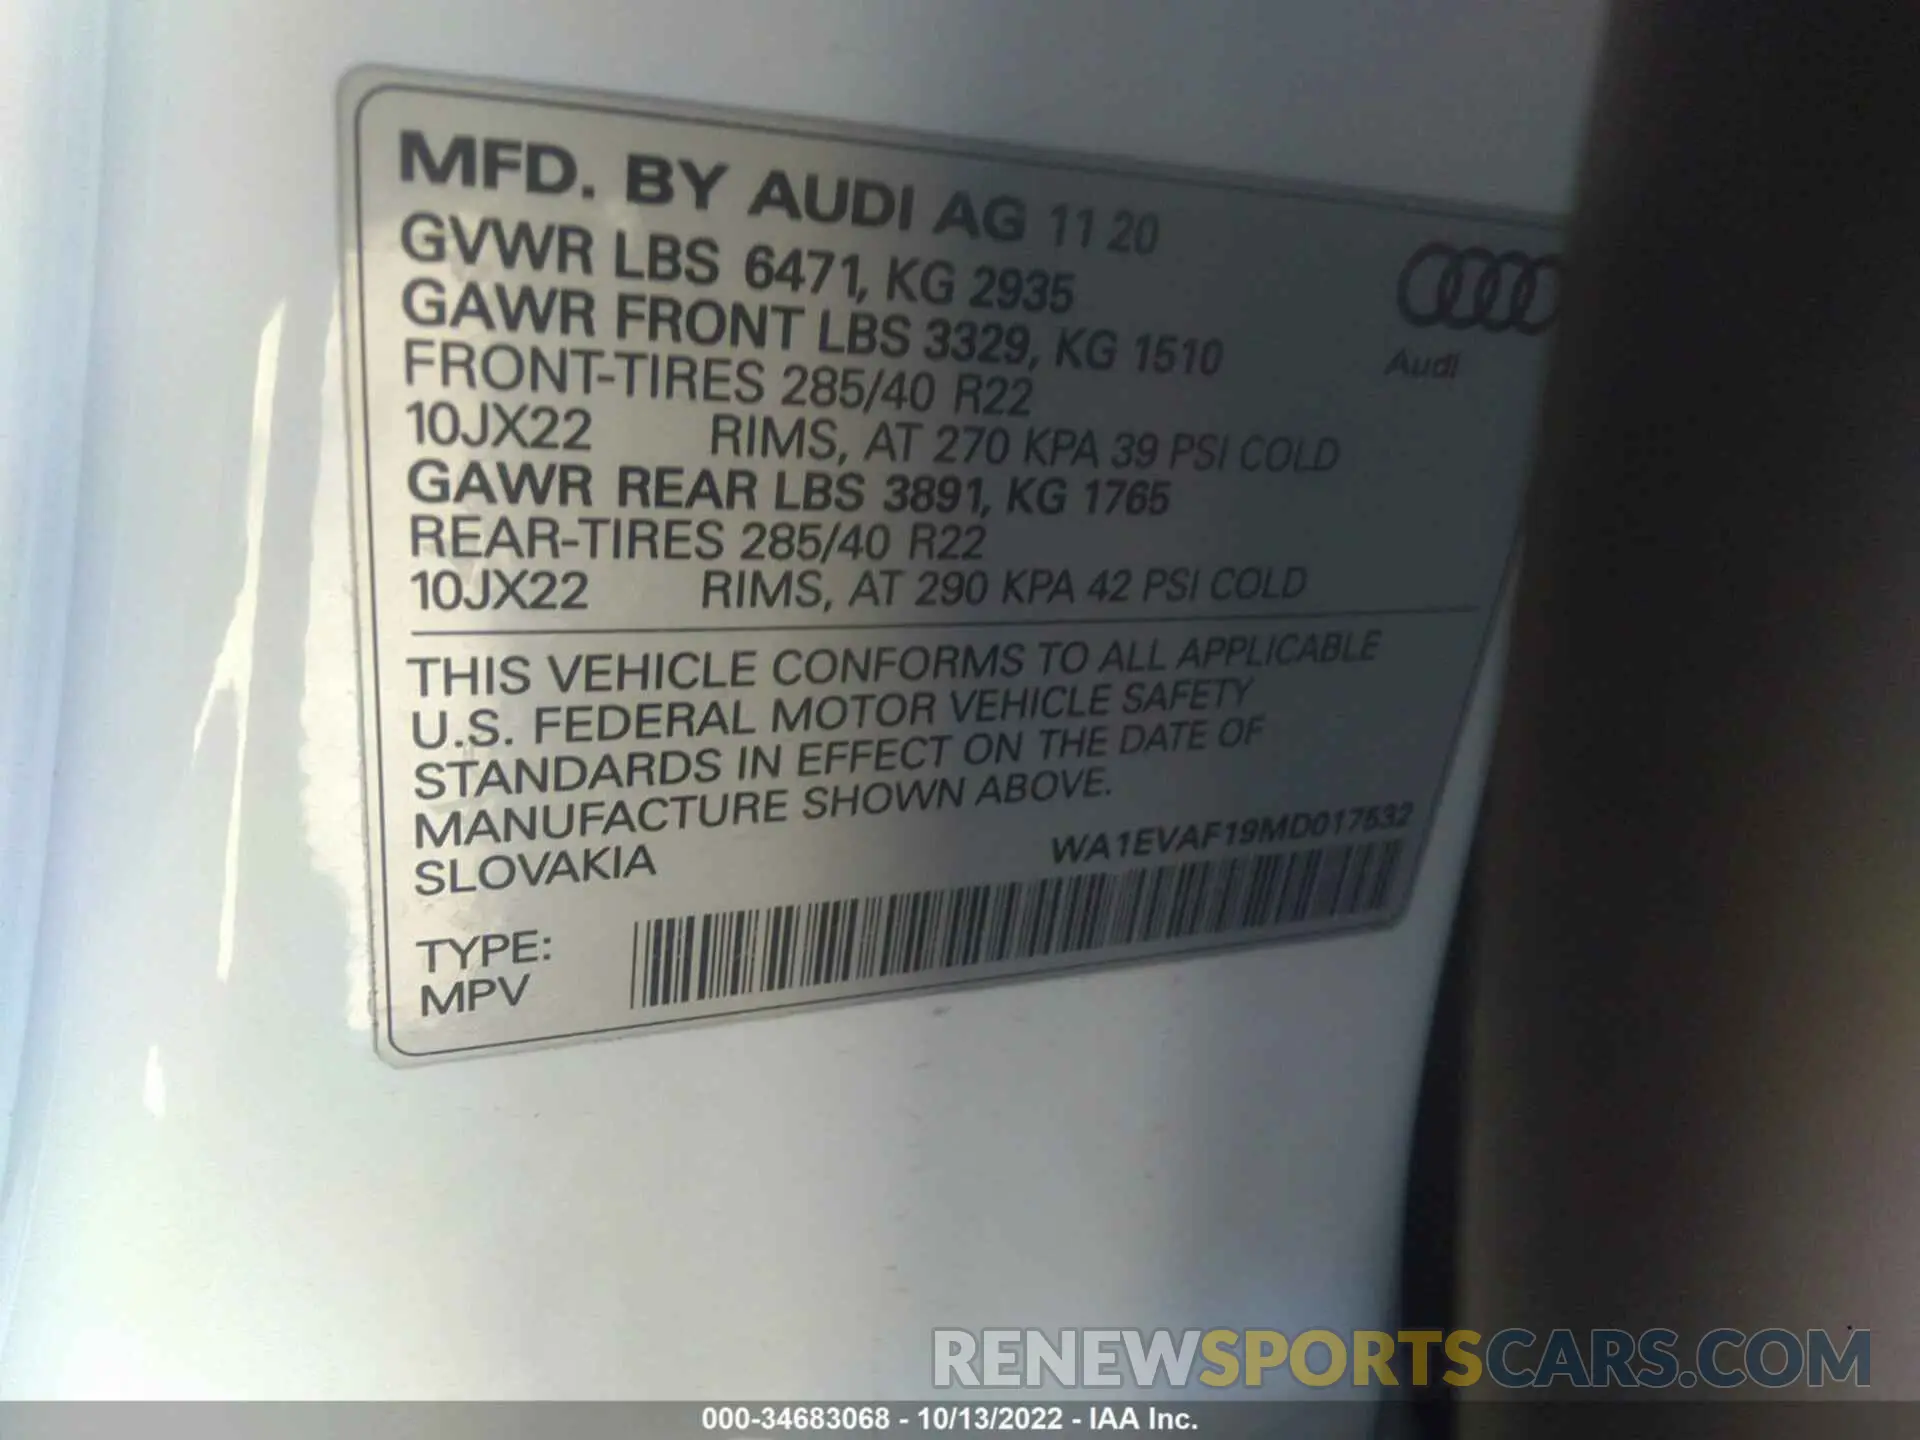 MFD. BY AUDI AG 11 20
GVWR LBS 6471, KG 2935
GAWR FRONT LBS 3329, KG 1510
FRONT-TIRES 285/40 R22
10JX22 RIMS, AT 270 KPA 39 PSI COLD
GAWR REAR LBS 3891, KG 1765
REAR-TIRES 285/40 R22
10JX22 RIMS, AT 290 KPA 42 PSI COLD
Audi
THIS VEHICLE CONFORMS TO ALL APPLICABLE
U.S. FEDERAL MOTOR VEHICLE SAFETY
STANDARDS IN EFFECT ON THE DATE OF
MANUFACTURE SHOWN ABOVE.
SLOVAKIA
WA1EVAF19MD017532
TYPE:
MPV
RENEWSPORTSCARS.COM
000-34683068 - 10/13/2022 - IAA Inc.